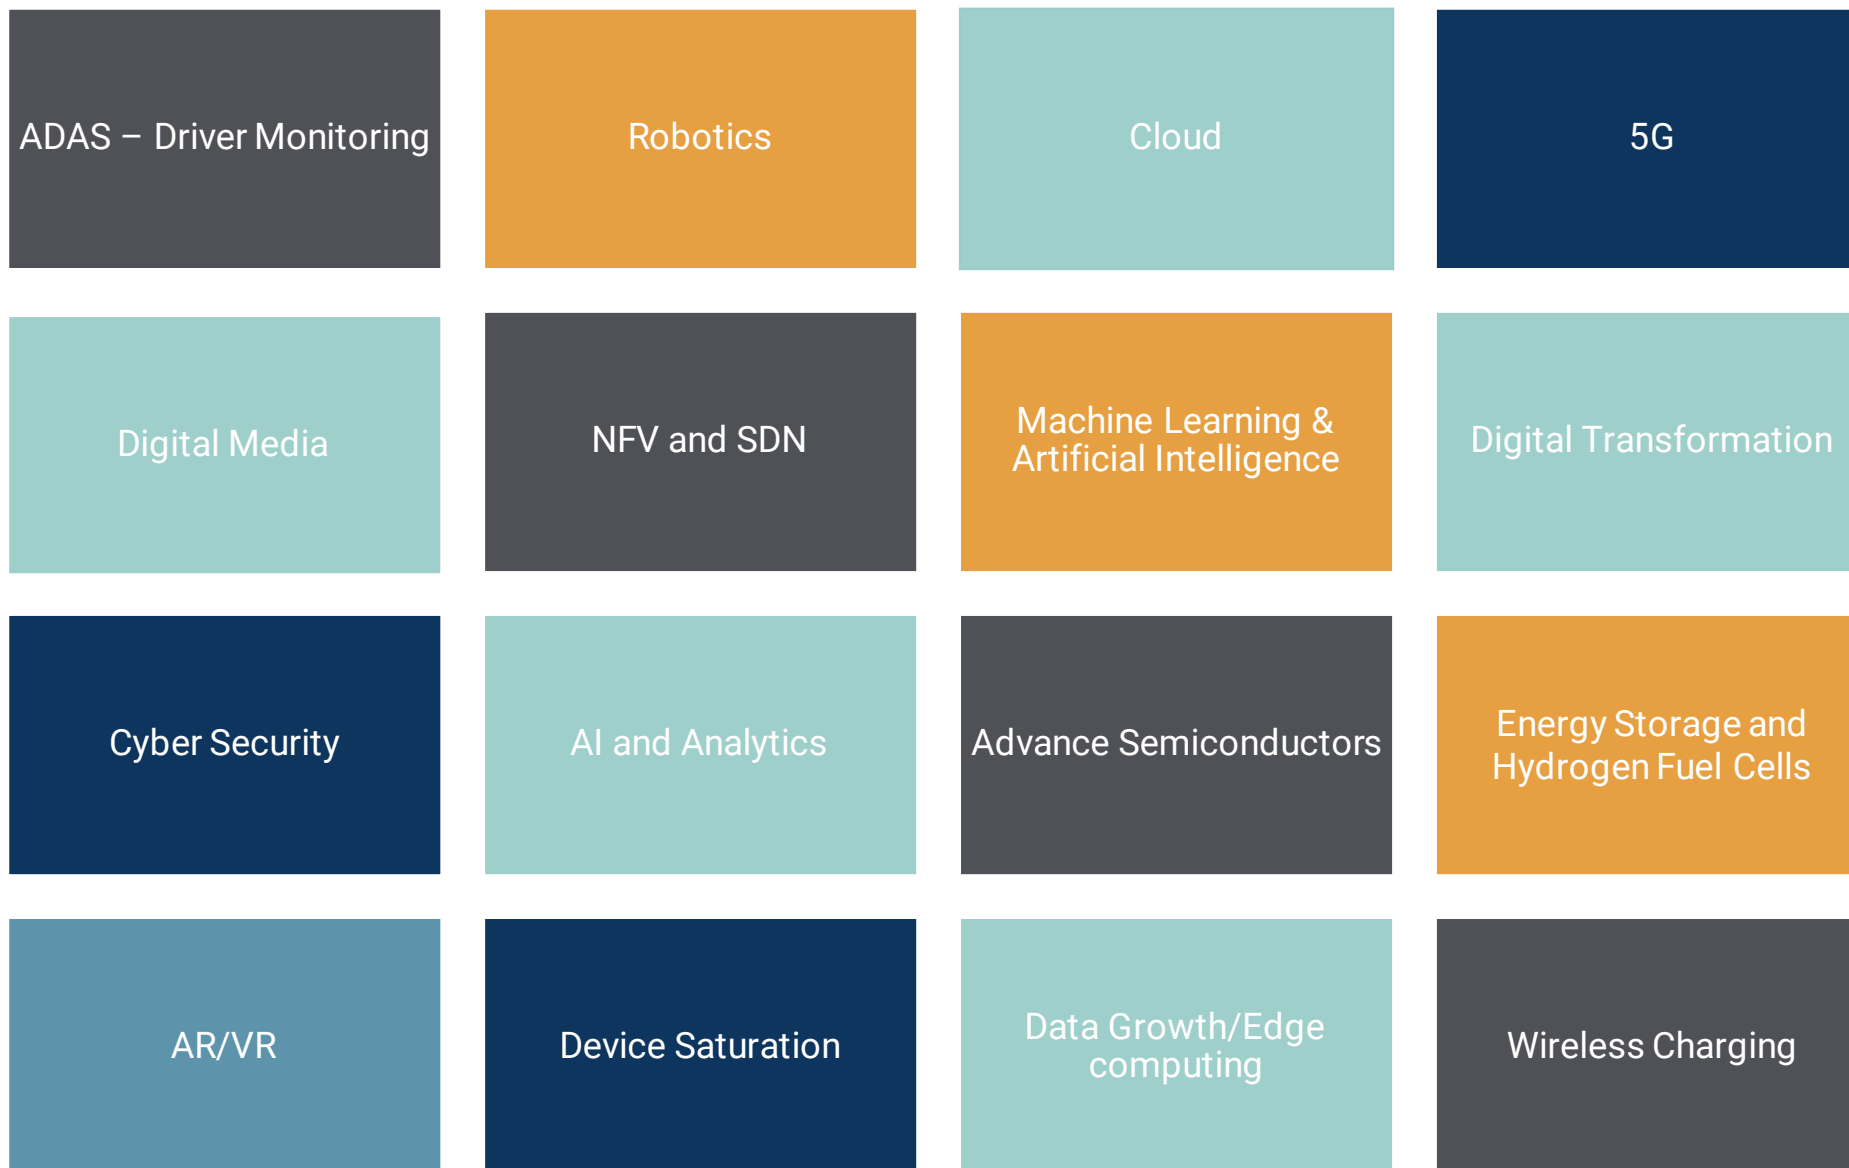 ADAS – Driver Monitoring
Robotics
Cloud
5G
Digital Media
NFV and SDN
Machine Learning &
Artificial Intelligence
Digital Transformation
Cyber Security
AI and Analytics
Advance Semiconductors
Energy Storage and
Hydrogen Fuel Cells
AR/VR
Device Saturation
Data Growth/Edge
computing
Wireless Charging